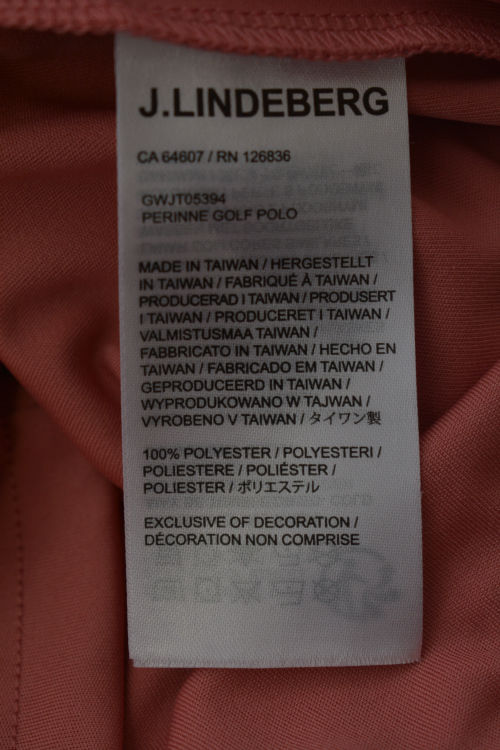 J.LINDEBERG
CA 64607 / RN 126836
GWJT05394
PERINNE GOLF POLO
MADE IN TAIWAN / HERGESTELLT
IN TAIWAN / FABRIQUÉ À TAIWAN /
PRODUCERAD I TAIWAN / PRODUSERT
I TAIWAN / PRODUCERET I TAIWAN /
VALMISTUSMAA TAIWAN /
FABBRICATO IN TAIWAN / HECHO EN
TAIWAN / FABRICADO EM TAIWAN /
GEPRODUCEERD IN TAIWAN /
WYPRODUKOWANO W TAJWAN /
VYROBENO V TAIWAN / タイワン製
100% POLYESTER / POLYESTERI /
POLIESTERE / POLIÉSTER /
POLIESTER / ポリエステル
EXCLUSIVE OF DECORATION /
DÉCORATION NON COMPRISE